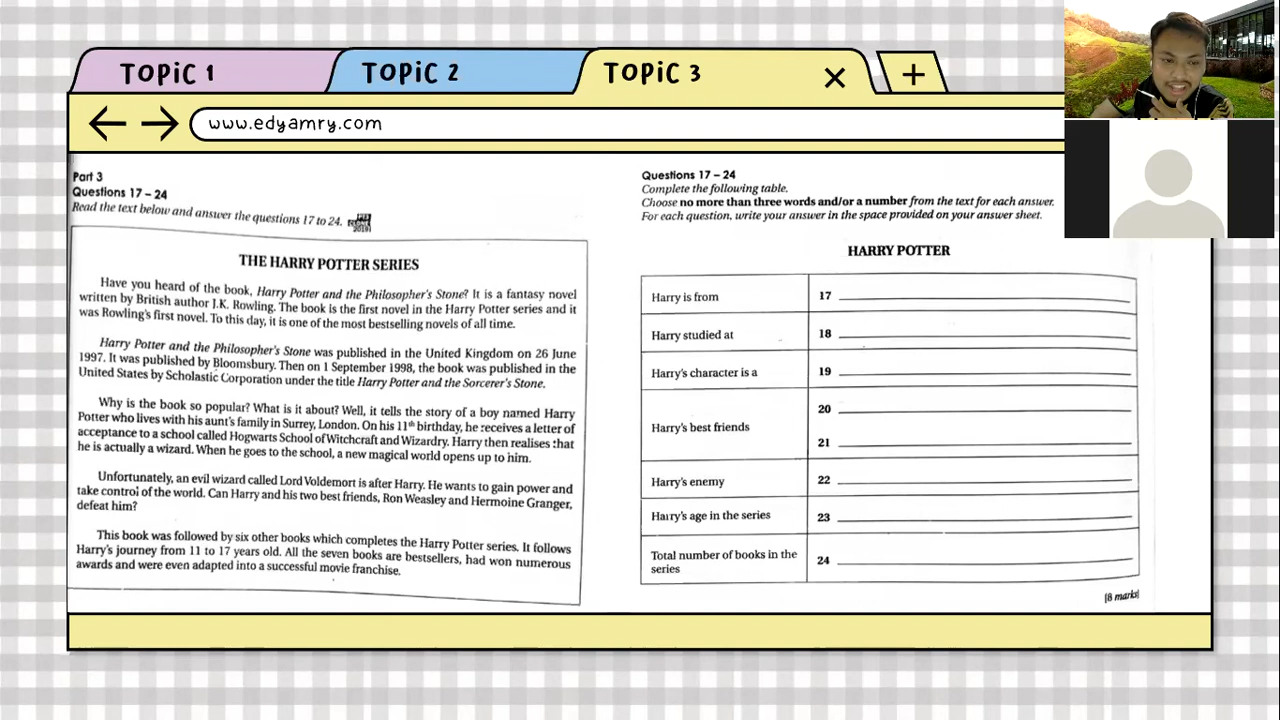 TOPIC 1
TOPIC 2
TOPIC 3
www.edyamry.com
Part 3
Questions 17 – 24
Read the text below and answer the questions 17 to 24.
THE HARRY POTTER SERIES
Have you heard of the book, Harry Potter and the Philosopher's Stone? It is a fantasy novel
written by British author J.K. Rowling. The book is the first novel in the Harry Potter series and it
was Rowling's first novel. To this day, it is one of the most bestselling novels of all time.
Harry Potter and the Philosopher's Stone was published in the United Kingdom on 26 June
1997. It was published by Bloomsbury. Then on 1 September 1998, the book was published in the
United States by Scholastic Corporation under the title Harry Potter and the Sorcerer's Stone.
Why is the book so popular? What is it about? Well, it tells the story of a boy named Harry
Potter who lives with his aunt's family in Surrey, London. On his 11th birthday, he receives a letter of
acceptance to a school called Hogwarts School of Witchcraft and Wizardry. Harry then realises that
he is actually a wizard. When he goes to the school, a new magical world opens up to him.
Unfortunately, an evil wizard called Lord Voldemort is after Harry. He wants to gain power and
take control of the world. Can Harry and his two best friends, Ron Weasley and Hermoine Granger,
defeat him?
This book was followed by six other books which completes the Harry Potter series. It follows
Harry's journey from 11 to 17 years old. All the seven books are bestsellers, had won numerous
awards and were even adapted into a successful movie franchise.
Questions 17 – 24
Complete the following table.
Choose no more than three words and/or a number from the text for each answer.
For each question, write your answer in the space provided on your answer sheet.
HARRY POTTER
Harry is from 17
Harry studied at 18
Harry's character is a 19
Harry's best friends 20
21
Harry's enemy 22
Harry's age in the series 23
Total number of books in the
series 24
[8 marks]